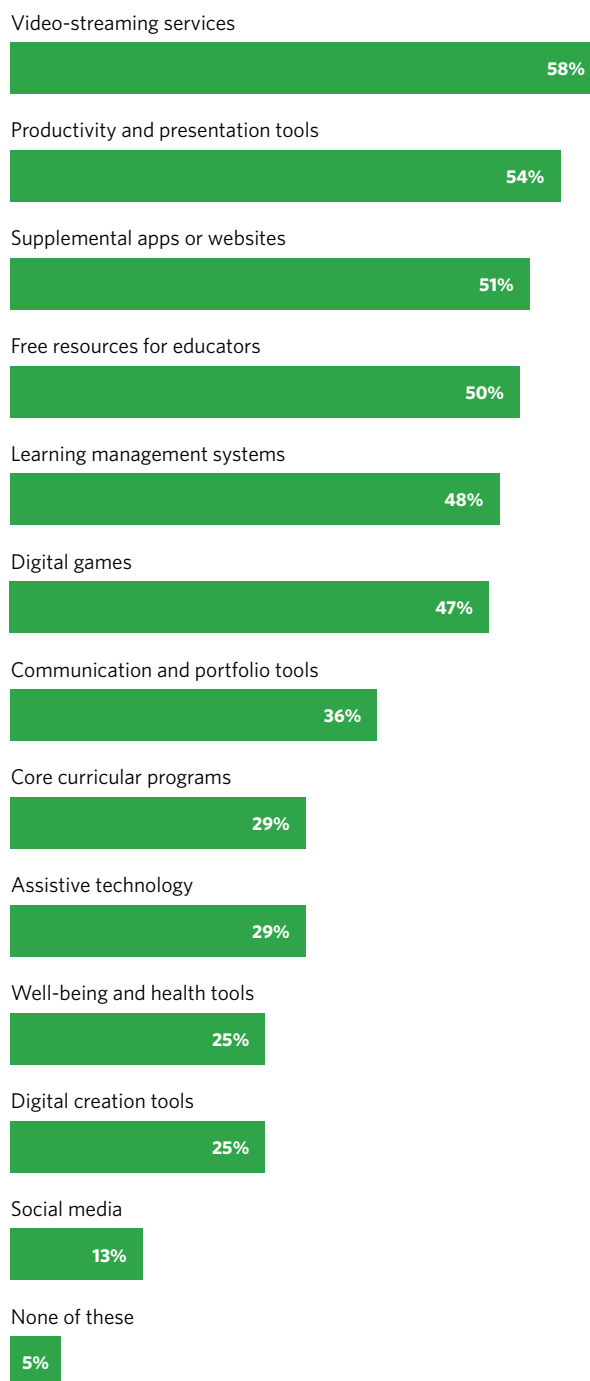 Video-streaming services
58%
Productivity and presentation tools
54%
Supplemental apps or websites
51%
Free resources for educators
50%
Learning management systems
48%
Digital games
47%
Communication and portfolio tools
36%
Core curricular programs
29%
Assistive technology
29%
Well-being and health tools
25%
Digital creation tools
25%
Social media
13%
None of these
5%